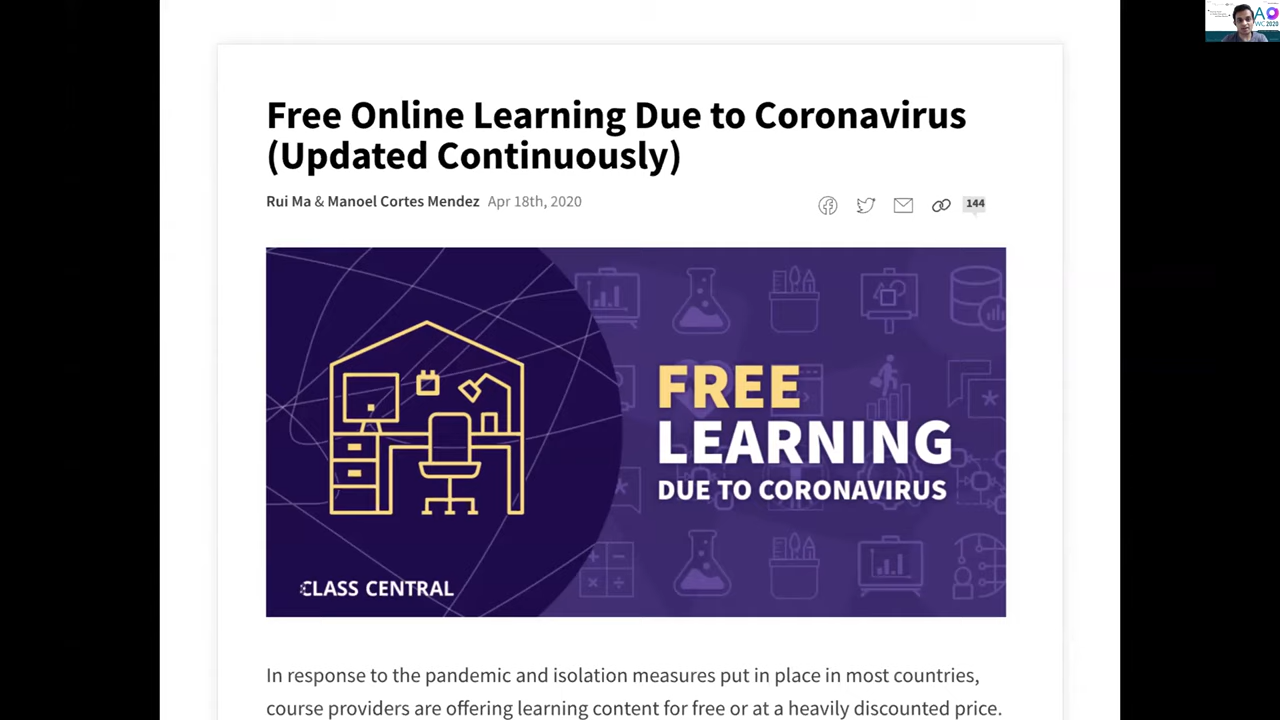 Free Online Learning Due to Coronavirus
(Updated Continuously)
Rui Ma & Manoel Cortes Mendez Apr 18th, 2020
144
FREE
LEARNING
DUE TO CORONAVIRUS
CLASS CENTRAL
In response to the pandemic and isolation measures put in place in most countries,
course providers are offering learning content for free or at a heavily discounted price.
WC2020